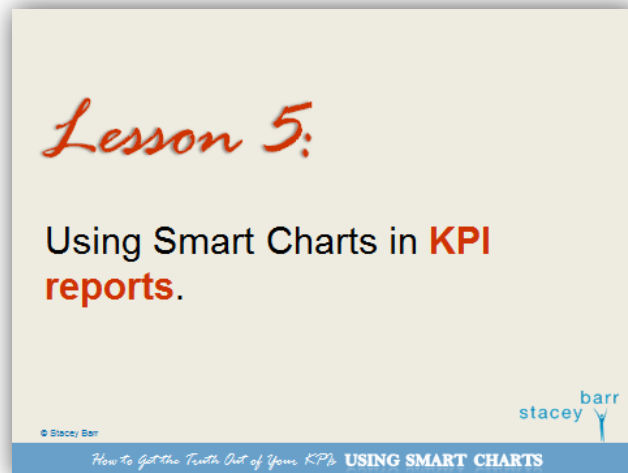 Lesson 5:
Using Smart Charts in KPI
reports.
barr
stacey
© Stacey Barr
How to Get the Truth Out of Your KPIs USING SMART CHARTS